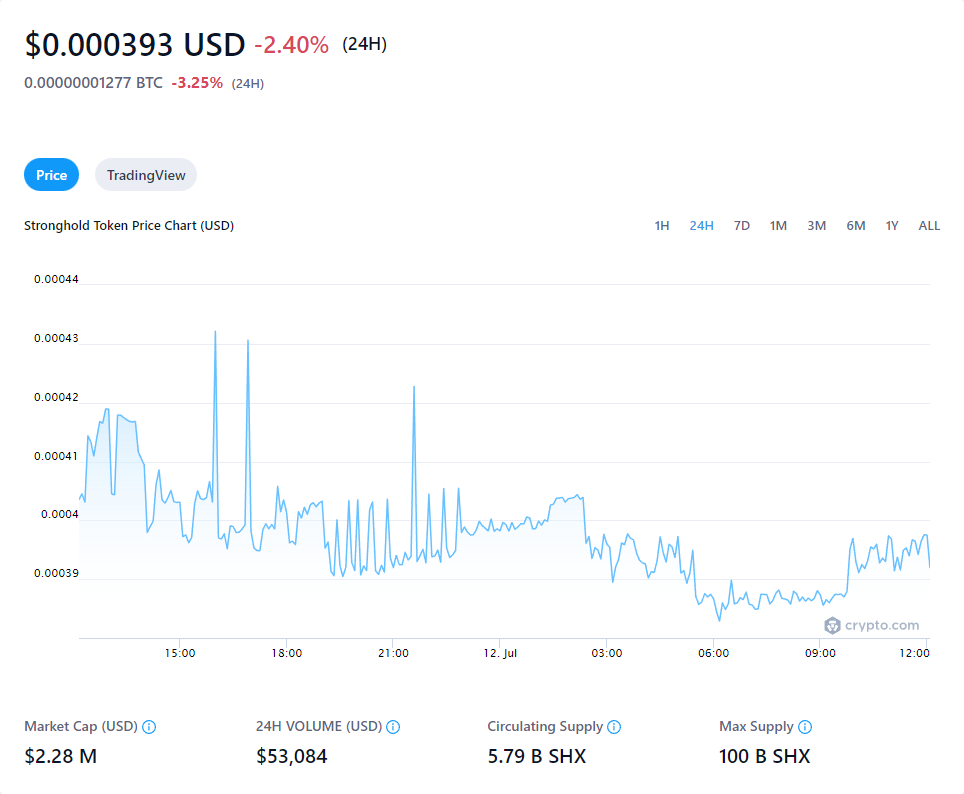 $0.000393 USD -2.40% (24H)
0.00000001277 BTC -3.25% (24H)
Price TradingView
Stronghold Token Price Chart (USD) 1H 24H 7D 1M 3M 6M 1Y ALL
0.00044
0.00043
0.00042
0.00041
0.0004
0.00039
crypto.com
15:00 18:00 21:00 12. Jul 03:00 06:00 09:00 12:00
Market Cap (USD) 24H VOLUME (USD) Circulating Supply Max Supply
$2.28 M $53,084 5.79 B SHX 100 B SHX